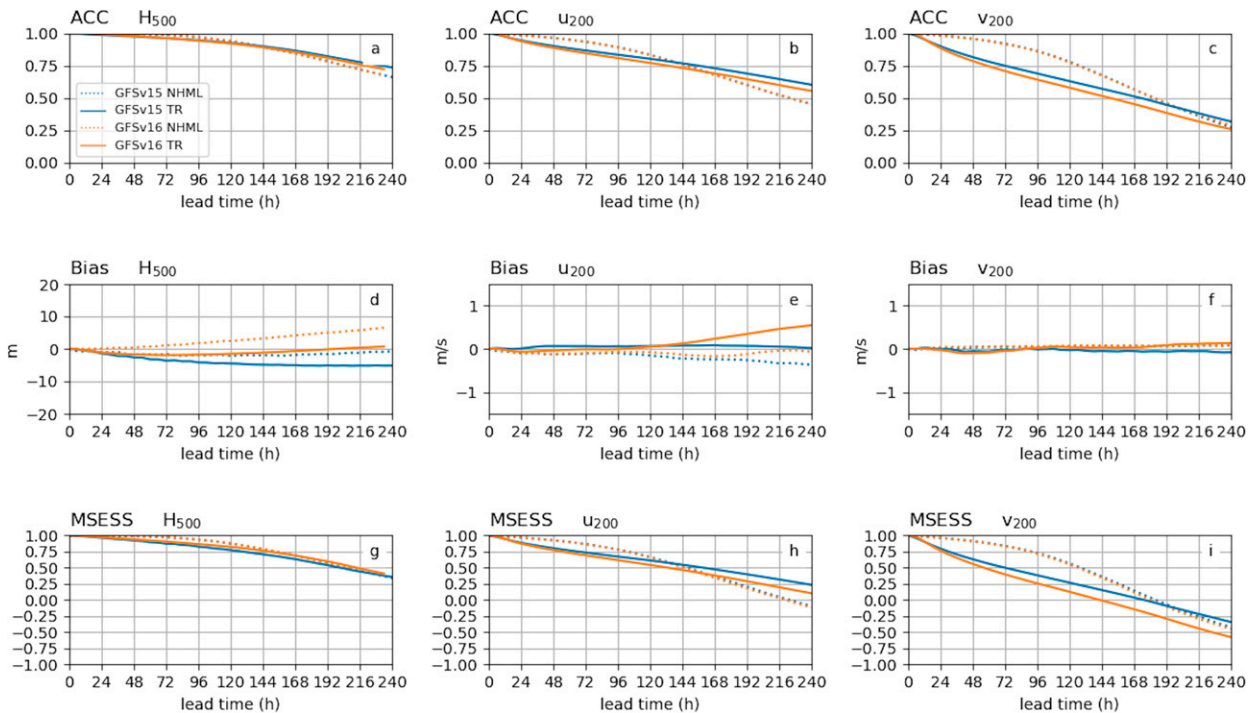 ACC H500
ACC u200
ACC v200
1.00
0.75
0.50
0.25
0.00
a
GFSv15 NHML
GFSv15 TR
GFSv16 NHML
GFSv16 TR
0 24 48 72 96 120 144 168 192 216 240
lead time (h)
1.00
0.75
0.50
0.25
0.00
b
0 24 48 72 96 120 144 168 192 216 240
lead time (h)
1.00
0.75
0.50
0.25
0.00
c
0 24 48 72 96 120 144 168 192 216 240
lead time (h)
Bias H500
Bias u200
Bias v200
20
10
0
−10
−20
m
d
0 24 48 72 96 120 144 168 192 216 240
lead time (h)
1
0
−1
m/s
e
0 24 48 72 96 120 144 168 192 216 240
lead time (h)
1
0
−1
m/s
f
0 24 48 72 96 120 144 168 192 216 240
lead time (h)
MSESS H500
MSESS u200
MSESS v200
1.00
0.75
0.50
0.25
0.00
−0.25
−0.50
−0.75
−1.00
g
0 24 48 72 96 120 144 168 192 216 240
lead time (h)
1.00
0.75
0.50
0.25
0.00
−0.25
−0.50
−0.75
−1.00
h
0 24 48 72 96 120 144 168 192 216 240
lead time (h)
1.00
0.75
0.50
0.25
0.00
−0.25
−0.50
−0.75
−1.00
i
0 24 48 72 96 120 144 168 192 216 240
lead time (h)